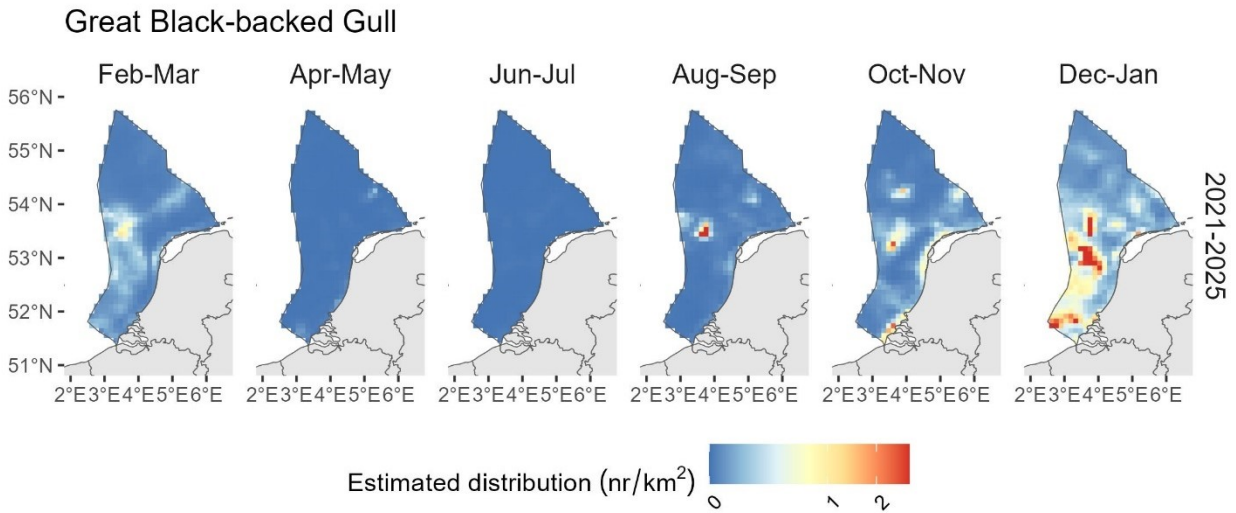 Great Black-backed Gull
Feb-Mar Apr-May Jun-Jul Aug-Sep Oct-Nov Dec-Jan
56°N
55°N
54°N
53°N
52°N
51°N
2021-2025
2°E3°E4°E5°E6°E 2°E3°E4°E5°E6°E 2°E3°E4°E5°E6°E 2°E3°E4°E5°E6°E 2°E3°E4°E5°E6°E 2°E3°E4°E5°E6°E
Estimated distribution (nr/km²)
0 1 2